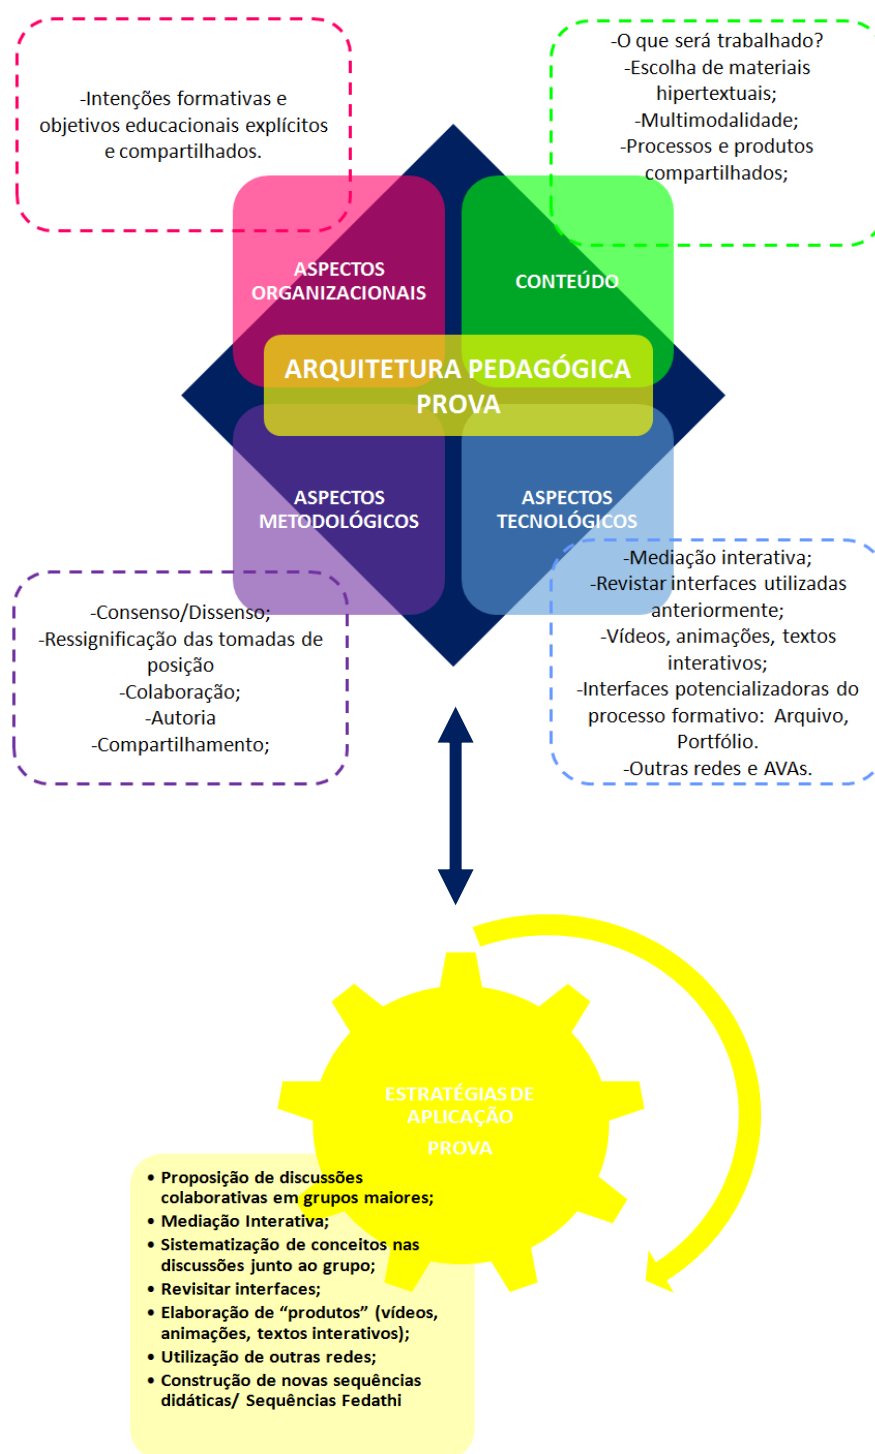 -Intenções formativas e
objetivos educacionais explícitos
e compartilhados.
-O que será trabalhado?
-Escolha de materiais
hipertextuais;
-Multimodalidade;
-Processos e produtos
compartilhados;
ASPECTOS
ORGANIZACIONAIS
CONTEÚDO
ARQUITETURA PEDAGÓGICA
PROVA
ASPECTOS
METODOLÓGICOS
ASPECTOS
TECNOLÓGICOS
-Consenso/Dissenso;
-Ressignificação das tomadas de
posição
-Colaboração;
-Autoria
-Compartilhamento;
-Mediação interativa;
-Revistar interfaces utilizadas
anteriormente;
-Vídeos, animações, textos
interativos;
-Interfaces potencializadoras do
processo formativo: Arquivo,
Portfólio.
-Outras redes e AVAs.
ESTRATÉGIAS DE
APLICAÇÃO
PROVA
• Proposição de discussões
colaborativas em grupos maiores;
• Mediação Interativa;
• Sistematização de conceitos nas
discussões junto ao grupo;
• Revisitar interfaces;
• Elaboração de “produtos” (vídeos,
animações, textos interativos);
• Utilização de outras redes;
• Construção de novas sequências
didáticas/ Sequências Fedathi